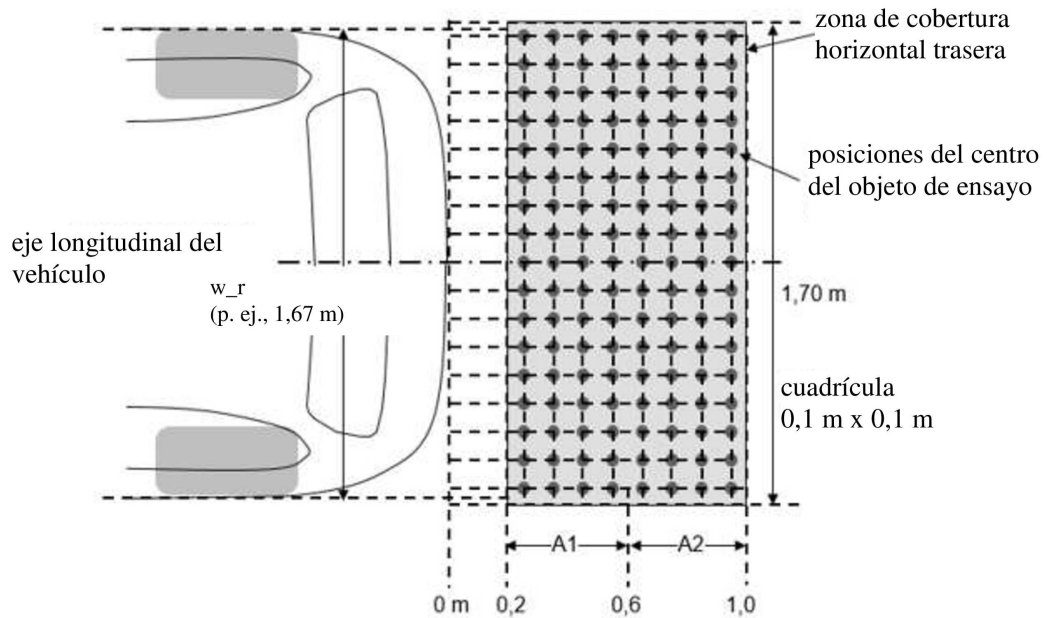 zona de cobertura
horizontal trasera
posiciones del centro
del objeto de ensayo
eje longitudinal del
vehículo
w_r
(p. ej., 1,67 m)
1,70 m
cuadrícula
0,1 m x 0,1 m
A1
A2
0 m
0,2
0,6
1,0